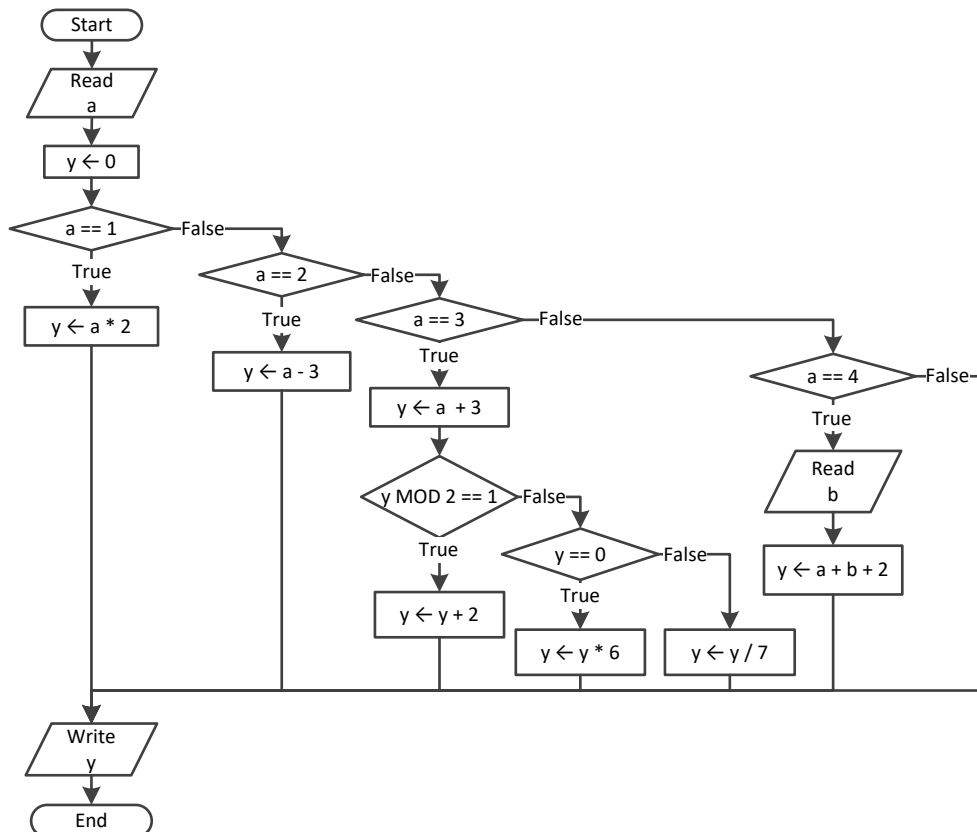 Start
Read
a
y ← 0
a == 1
False
True
y ← a * 2
a == 2
False
True
y ← a - 3
a == 3
False
True
y ← a + 3
y MOD 2 == 1
False
True
y ← y + 2
y == 0
False
True
y ← y * 6
y ← y / 7
a == 4
False
True
Read
b
y ← a + b + 2
Write
y
End